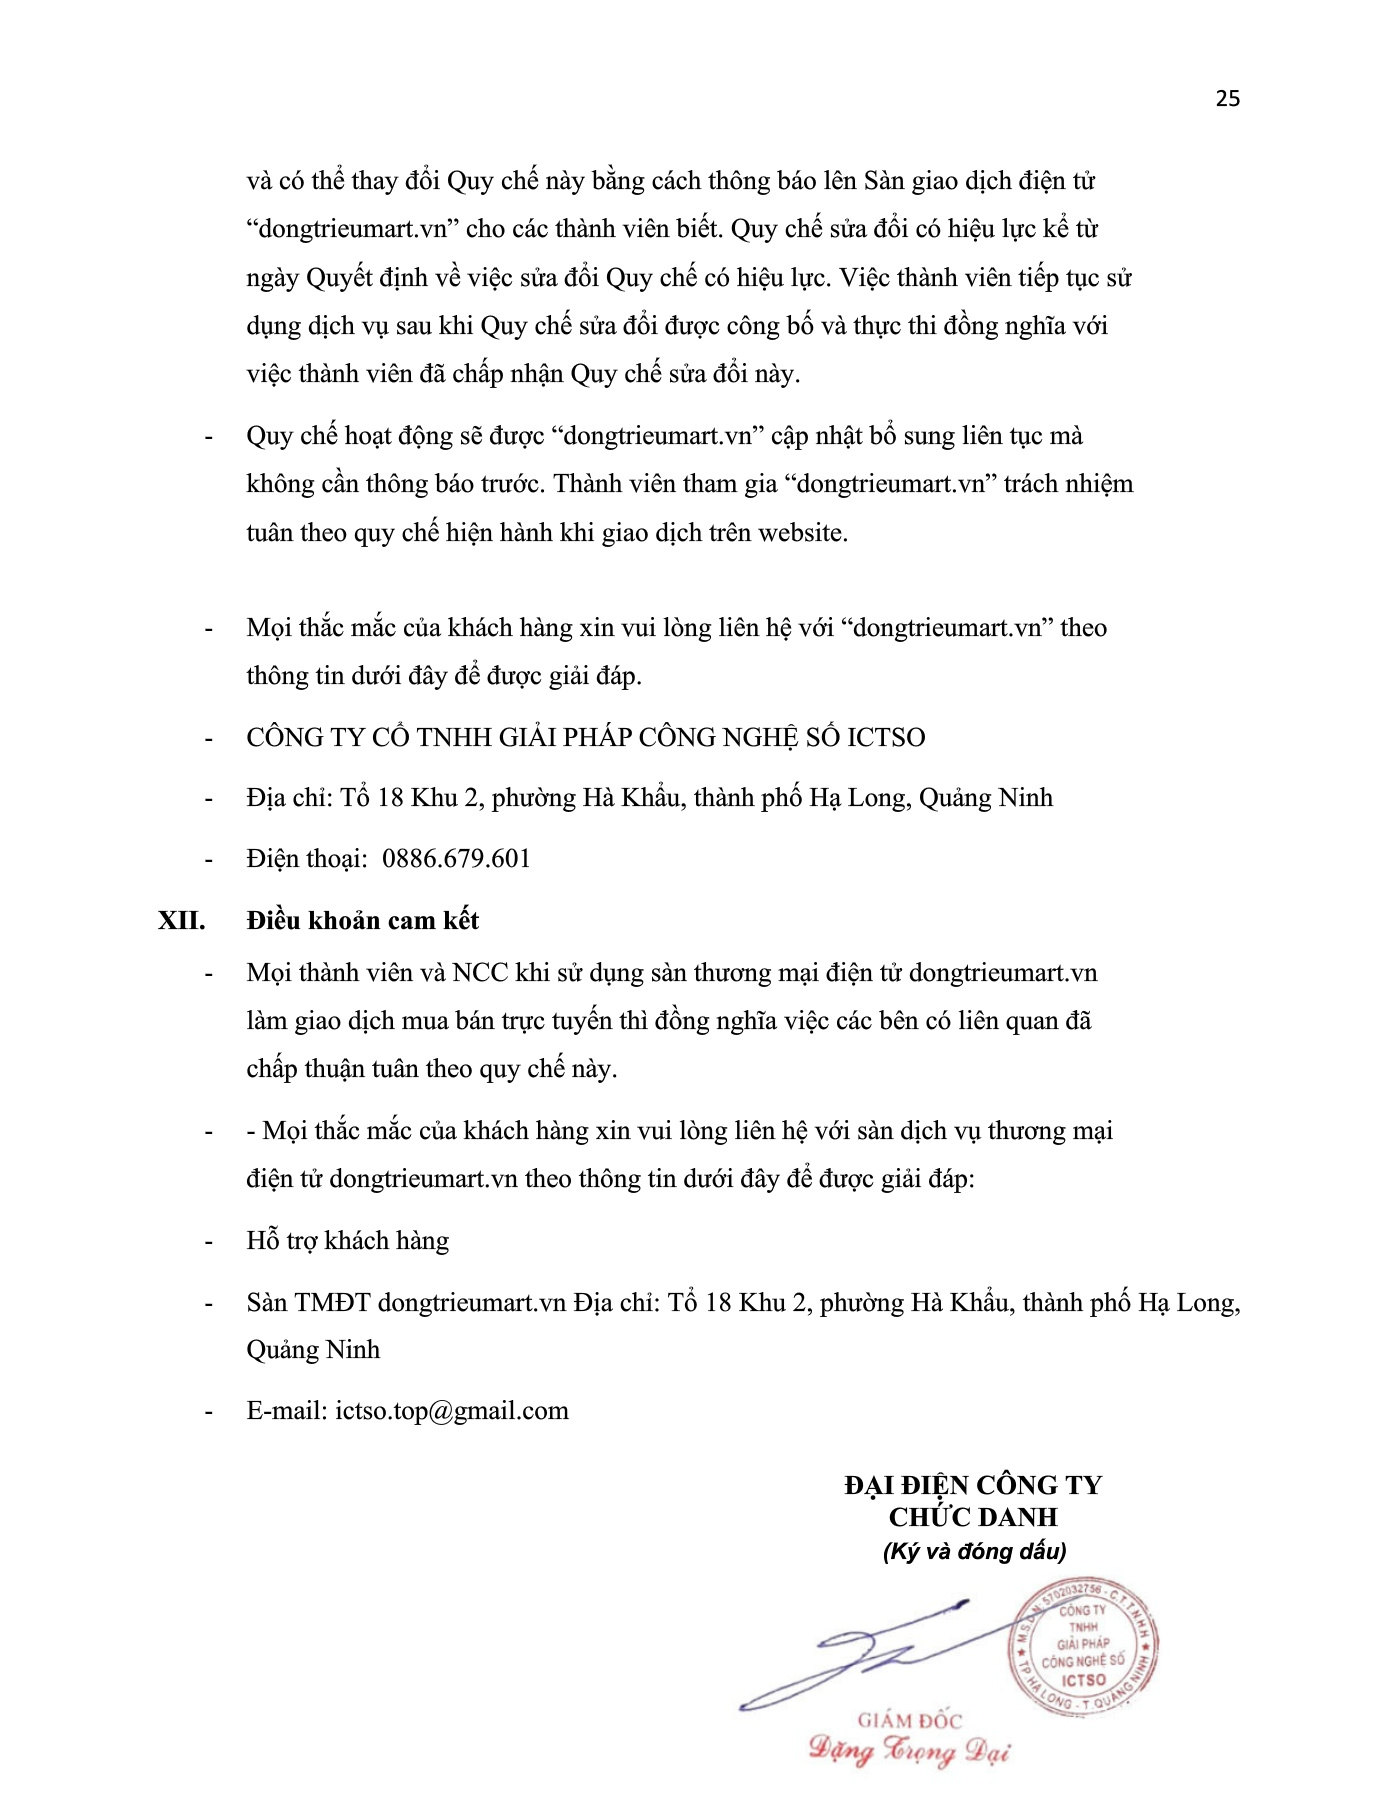 25
và có thể thay đổi Quy chế này bằng cách thông báo lên Sàn giao dịch điện tử
“dongtrieumart.vn” cho các thành viên biết. Quy chế sửa đổi có hiệu lực kể từ
ngày Quyết định về việc sửa đổi Quy chế có hiệu lực. Việc thành viên tiếp tục sử
dụng dịch vụ sau khi Quy chế sửa đổi được công bố và thực thi đồng nghĩa với
việc thành viên đã chấp nhận Quy chế sửa đổi này.
- Quy chế hoạt động sẽ được “dongtrieumart.vn” cập nhật bổ sung liên tục mà
không cần thông báo trước. Thành viên tham gia “dongtrieumart.vn” trách nhiệm
tuân theo quy chế hiện hành khi giao dịch trên website.
- Mọi thắc mắc của khách hàng xin vui lòng liên hệ với “dongtrieumart.vn” theo
thông tin dưới đây để được giải đáp.
- CÔNG TY CỔ TNHH GIẢI PHÁP CÔNG NGHỆ SỐ ICTSO
- Địa chỉ: Tổ 18 Khu 2, phường Hà Khẩu, thành phố Hạ Long, Quảng Ninh
- Điện thoại: 0886.679.601
XII. Điều khoản cam kết
- Mọi thành viên và NCC khi sử dụng sàn thương mại điện tử dongtrieumart.vn
làm giao dịch mua bán trực tuyến thì đồng nghĩa việc các bên có liên quan đã
chấp thuận tuân theo quy chế này.
- - Mọi thắc mắc của khách hàng xin vui lòng liên hệ với sàn dịch vụ thương mại
điện tử dongtrieumart.vn theo thông tin dưới đây để được giải đáp:
- Hỗ trợ khách hàng
- Sàn TMĐT dongtrieumart.vn Địa chỉ: Tổ 18 Khu 2, phường Hà Khẩu, thành phố Hạ Long,
Quảng Ninh
- E-mail: ictso.top@gmail.com
ĐẠI ĐIỆN CÔNG TY
CHỨC DANH
(Ký và đóng dấu)
M.S.D.N: 5702032756 - C.T.T.N.H.H
CÔNG TY
TNHH
GIẢI PHÁP
CÔNG NGHỆ SỐ
ICTSO
TP HẠ LONG - T. QUẢNG NINH
GIÁM ĐỐC
Đặng Trọng Đại